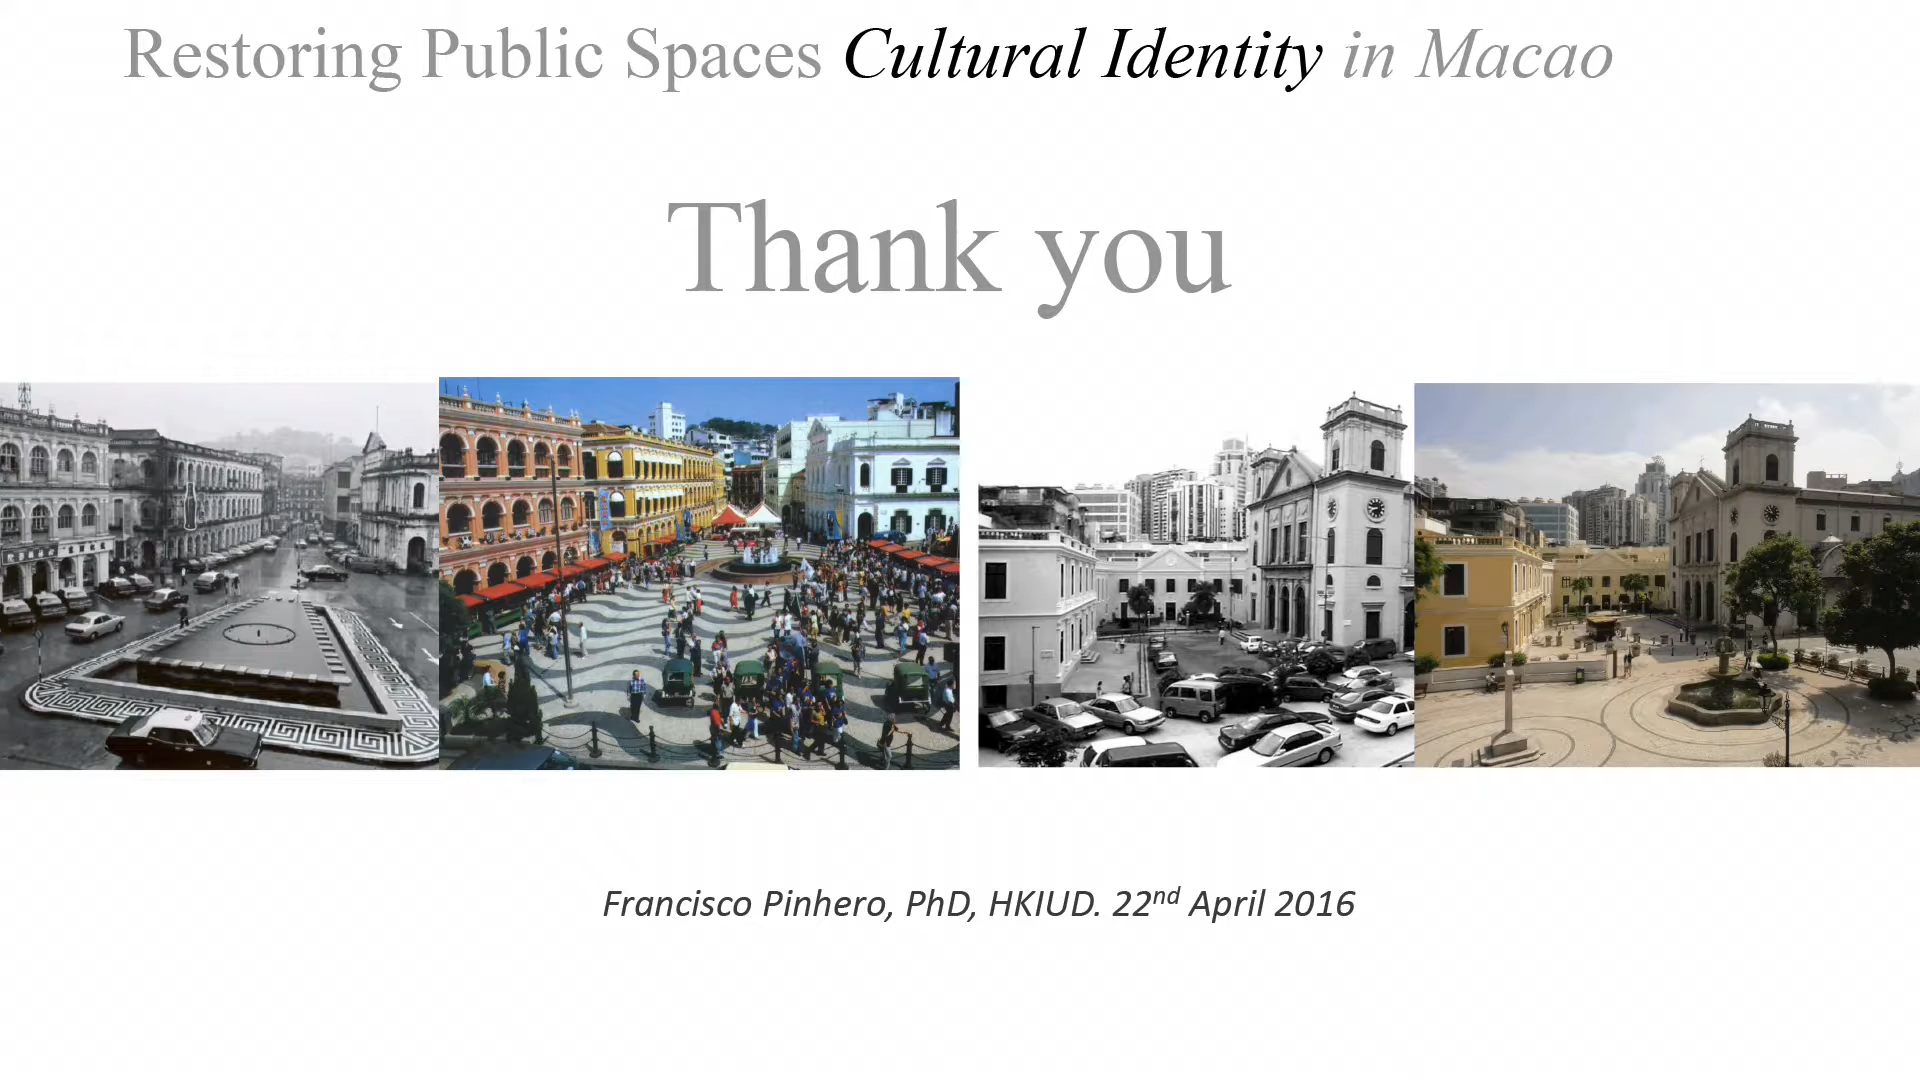 Restoring Public Spaces Cultural Identity in Macao
Thank you
Francisco Pinhero, PhD, HKIUD. 22nd April 2016